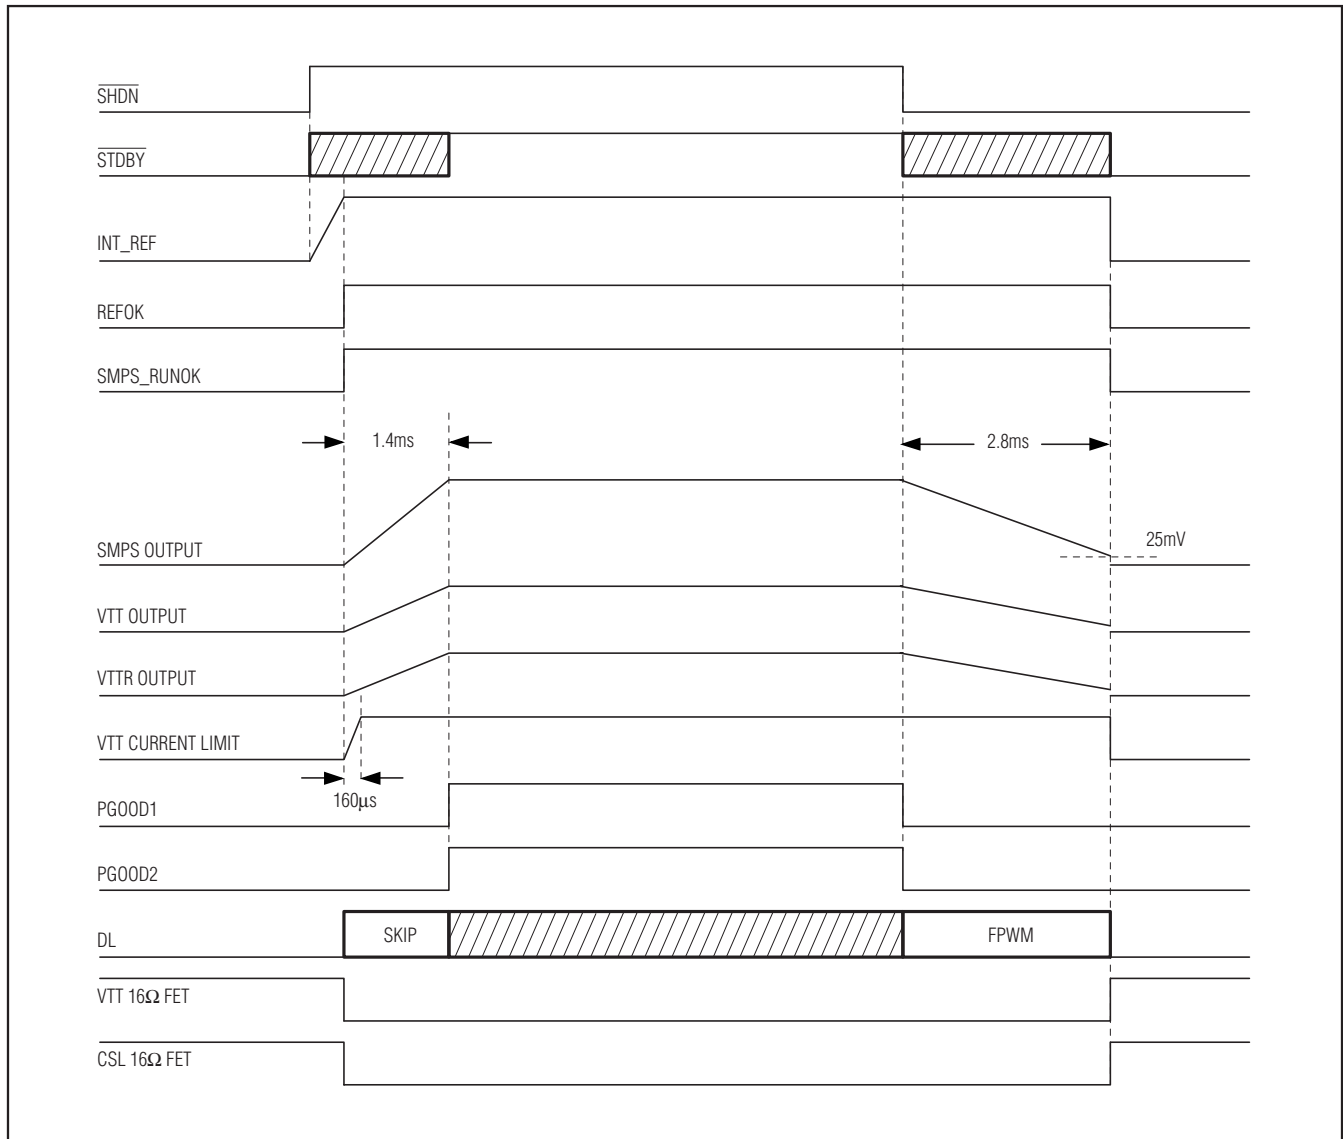 SHDN
STDBY
INT_REF
REFOK
SMPS_RUNOK
1.4ms
2.8ms
25mV
SMPS OUTPUT
VTT OUTPUT
VTTR OUTPUT
VTT CURRENT LIMIT
160μs
PGOOD1
PGOOD2
DL
SKIP
FPWM
VTT 16Ω FET
CSL 16Ω FET